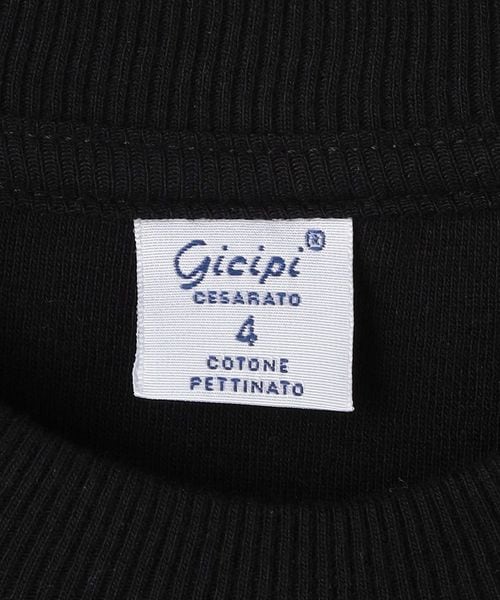 Gicipi®
CESARATO
4
COTONE
PETTINATO